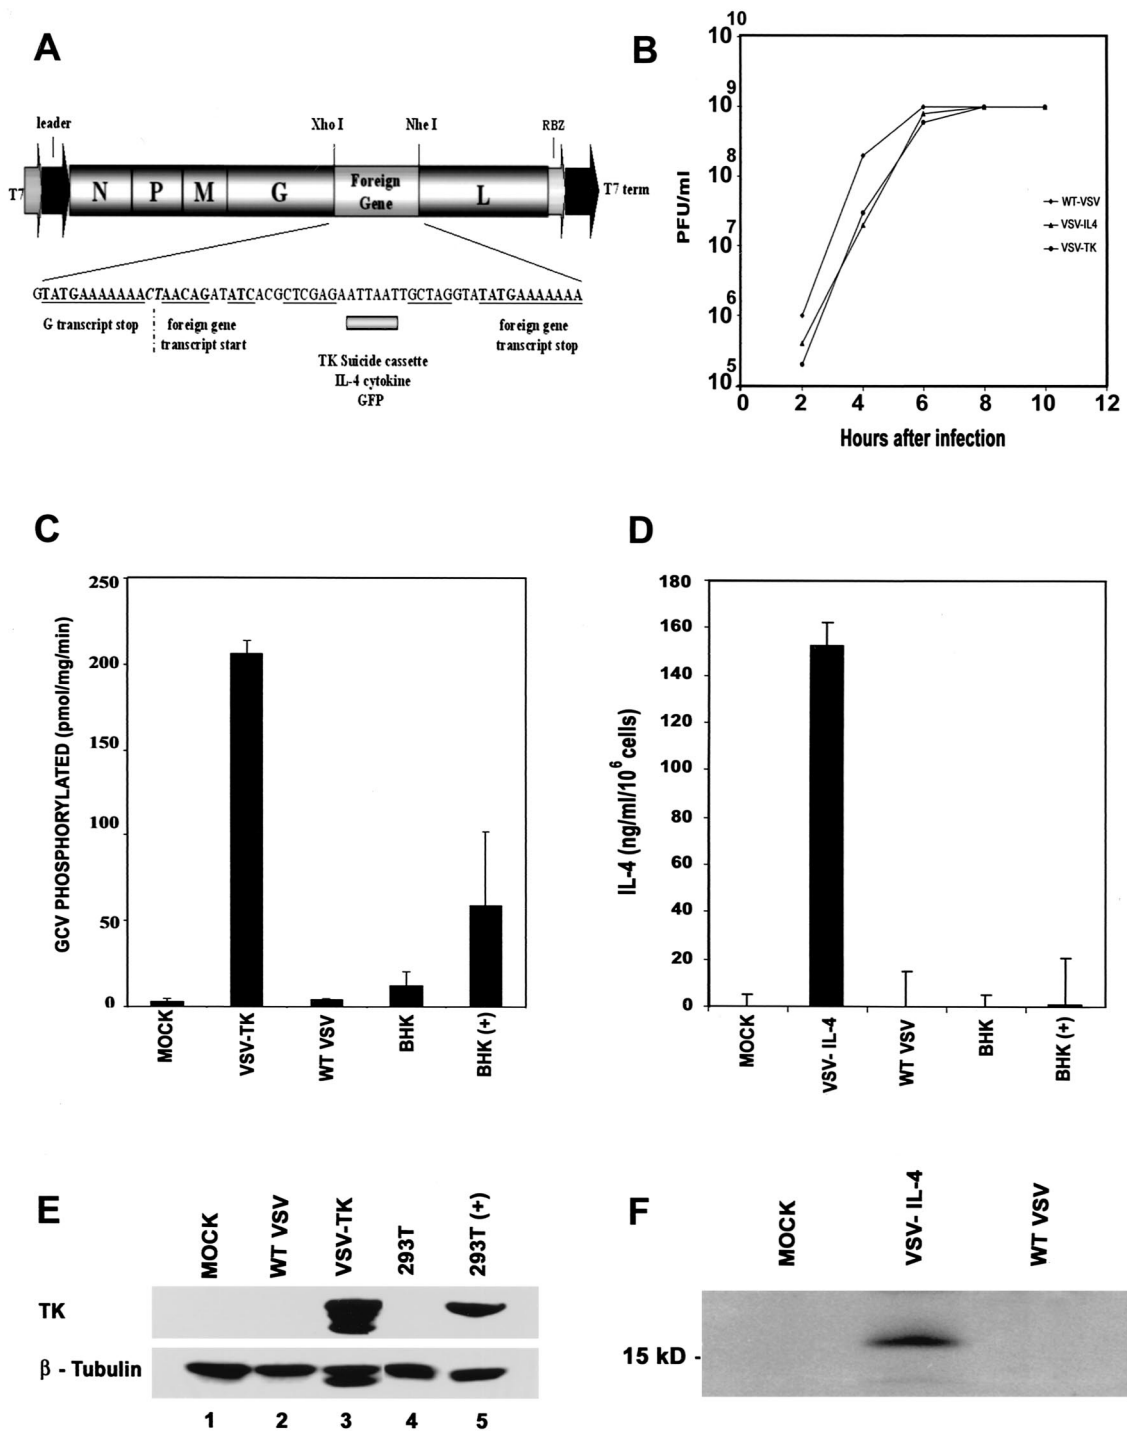 A
leader
Xho I
Nhe I
RBZ
T7
N P M G Foreign Gene L
T7 term
GTATGAAAAAAACTAACAGATATCACGCTCGAGAATTAATTGCTAGGTATATGAAAAAAA
G transcript stop
foreign gene
transcript start
foreign gene
transcript stop
TK Suicide cassette
IL-4 cytokine
GFP
B
10^10
10^9
10^8
10^7
10^6
10^5
PFU/ml
WT-VSV
VSV-IL4
VSV-TK
0 2 4 6 8 10 12
Hours after infection
C
250
200
150
100
50
0
GCV PHOSPHORYLATED (pmol/mg/min)
MOCK
VSV-TK
WT VSV
BHK
BHK (+)
D
180
160
140
120
100
80
60
40
20
0
IL-4 (ng/ml/10^6 cells)
MOCK
VSV- IL-4
WT VSV
BHK
BHK (+)
E
MOCK
WT VSV
VSV-TK
293T
293T (+)
TK
β - Tubulin
1 2 3 4 5
F
MOCK
VSV- IL-4
WT VSV
15 kD -